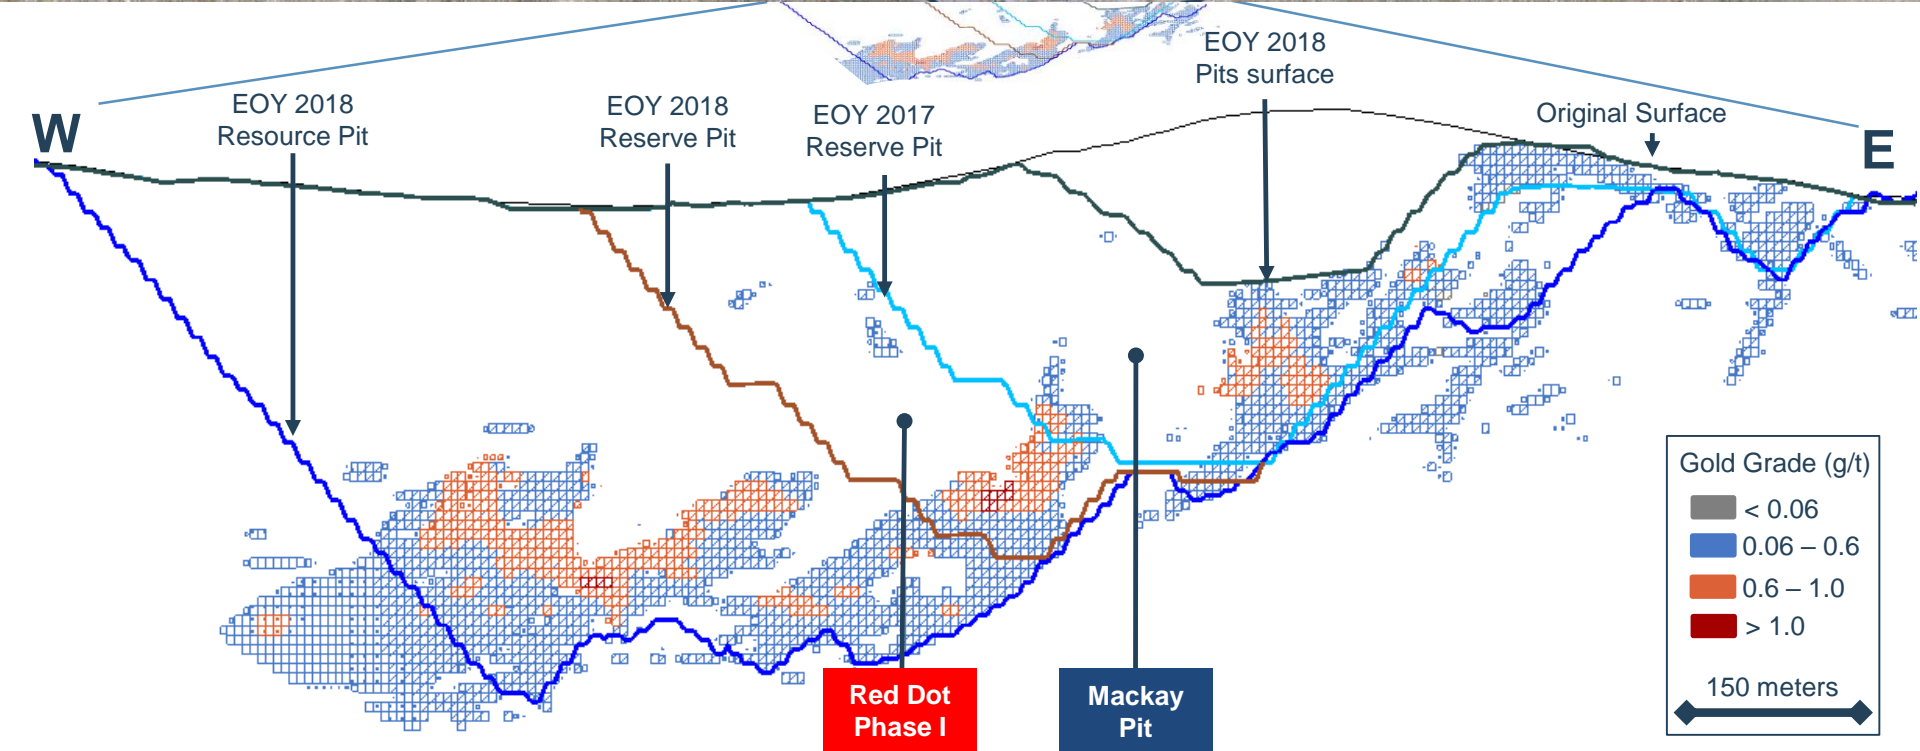 EOY 2018
Pits surface
EOY 2018
Resource Pit
EOY 2018
Reserve Pit
EOY 2017
Reserve Pit
Original Surface
W
E
Gold Grade (g/t)
< 0.06
0.06 – 0.6
0.6 – 1.0
> 1.0
150 meters
Red Dot
Phase I
Mackay
Pit